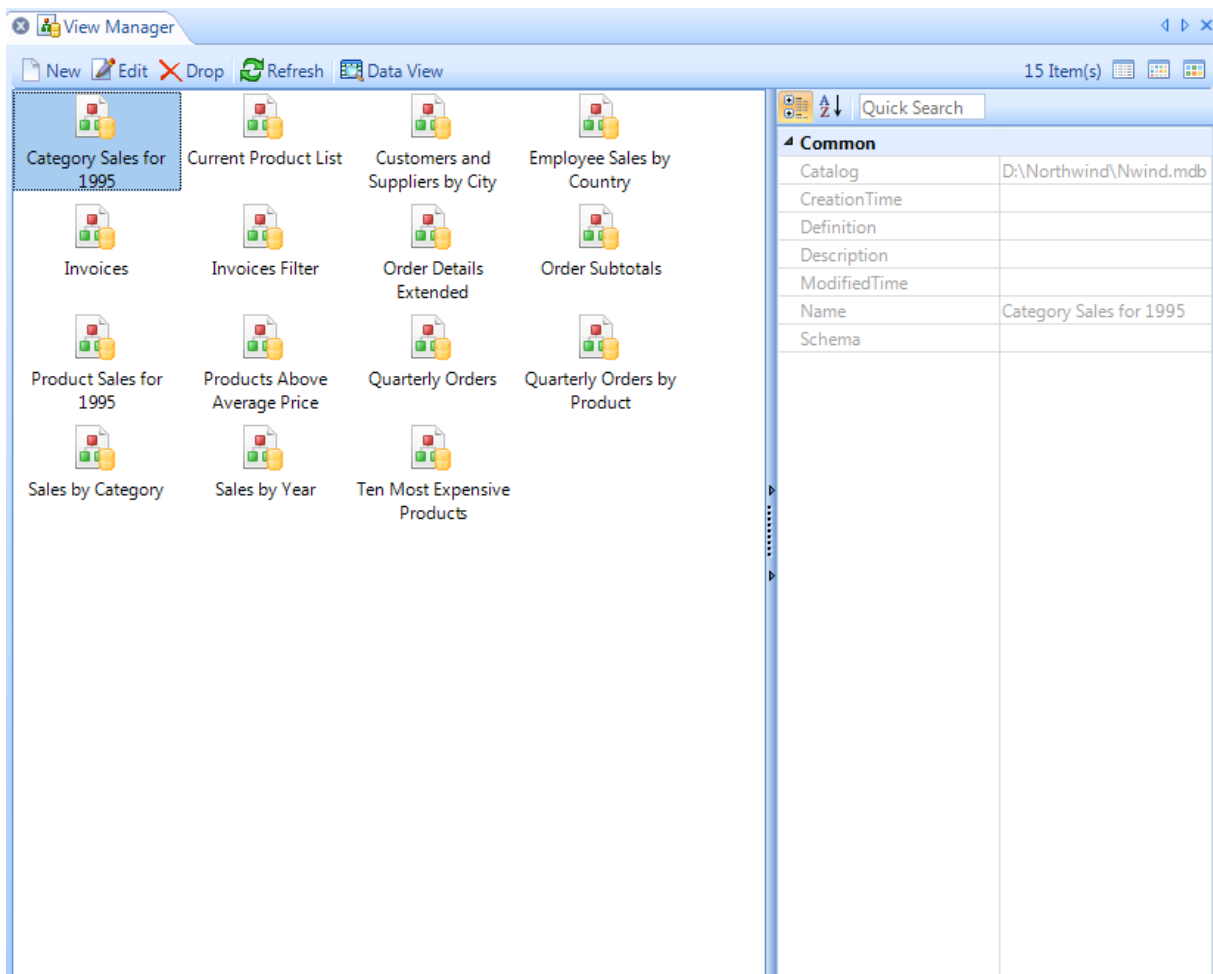 View Manager
New Edit Drop Refresh Data View 15 Item(s)
Category Sales for
1995
Current Product List
Customers and
Suppliers by City
Employee Sales by
Country
Invoices
Invoices Filter
Order Details
Extended
Order Subtotals
Product Sales for
1995
Products Above
Average Price
Quarterly Orders
Quarterly Orders by
Product
Sales by Category
Sales by Year
Ten Most Expensive
Products
A
Z
Quick Search
Common
Catalog D:\Northwind\Nwind.mdb
CreationTime
Definition
Description
ModifiedTime
Name Category Sales for 1995
Schema